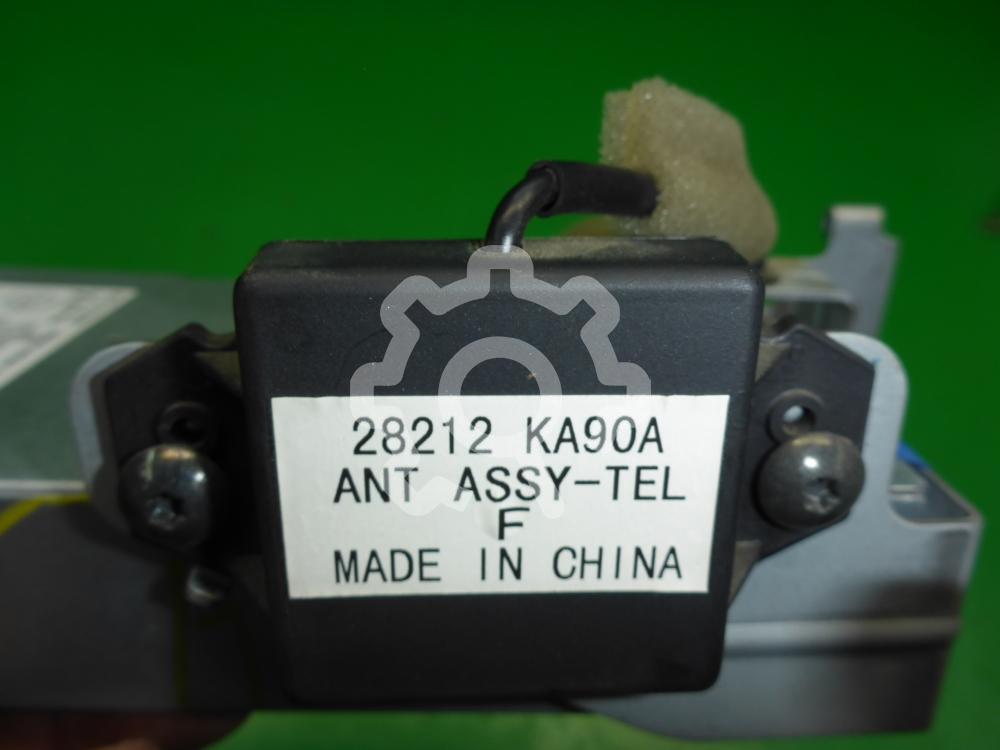 28212 KA90A
ANT ASSY-TEL
F
MADE IN CHINA